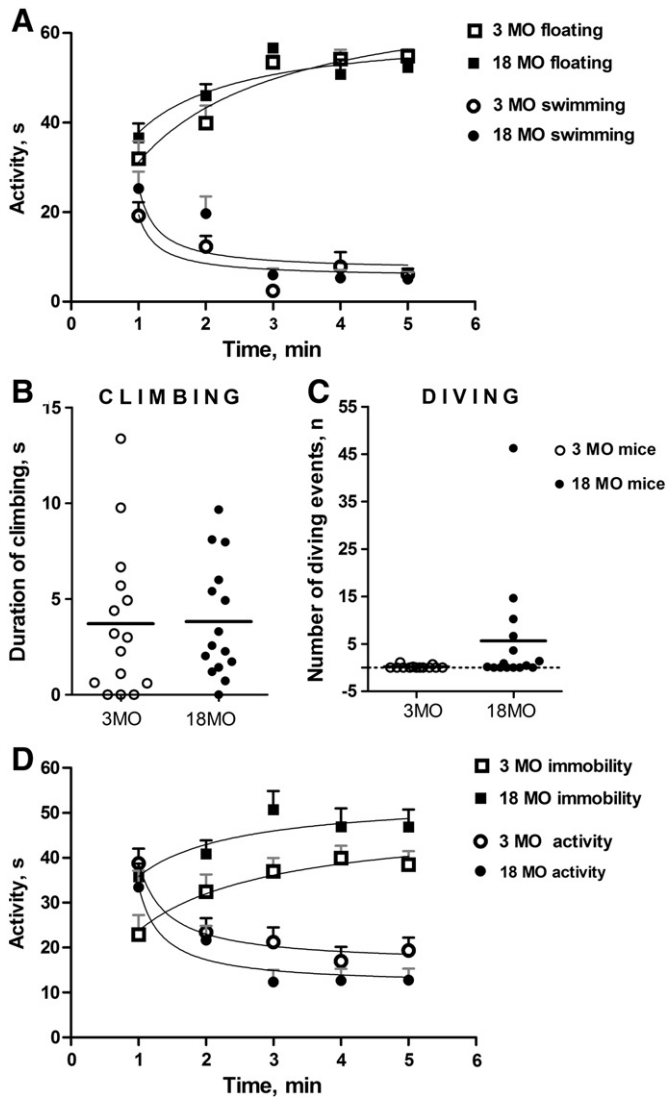 A
60
40
20
0
Activity, s
0 1 2 3 4 5 6
Time, min
3 MO floating
18 MO floating
3 MO swimming
18 MO swimming
B CLIMBING
15
10
5
0
Duration of climbing, s
3MO 18MO
C DIVING
55
45
35
25
15
5
-5
Number of diving events, n
3MO 18MO
3 MO mice
18 MO mice
D
60
50
40
30
20
10
0
Activity, s
0 1 2 3 4 5 6
Time, min
3 MO immobility
18 MO immobility
3 MO activity
18 MO activity